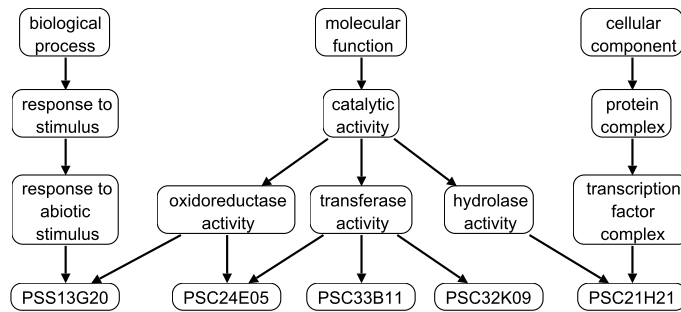 biological
process
molecular
function
cellular
component
response to
stimulus
catalytic
activity
protein
complex
response to
abiotic
stimulus
oxidoreductase
activity
transferase
activity
hydrolase
activity
transcription
factor
complex
PSS13G20
PSC24E05
PSC33B11
PSC32K09
PSC21H21